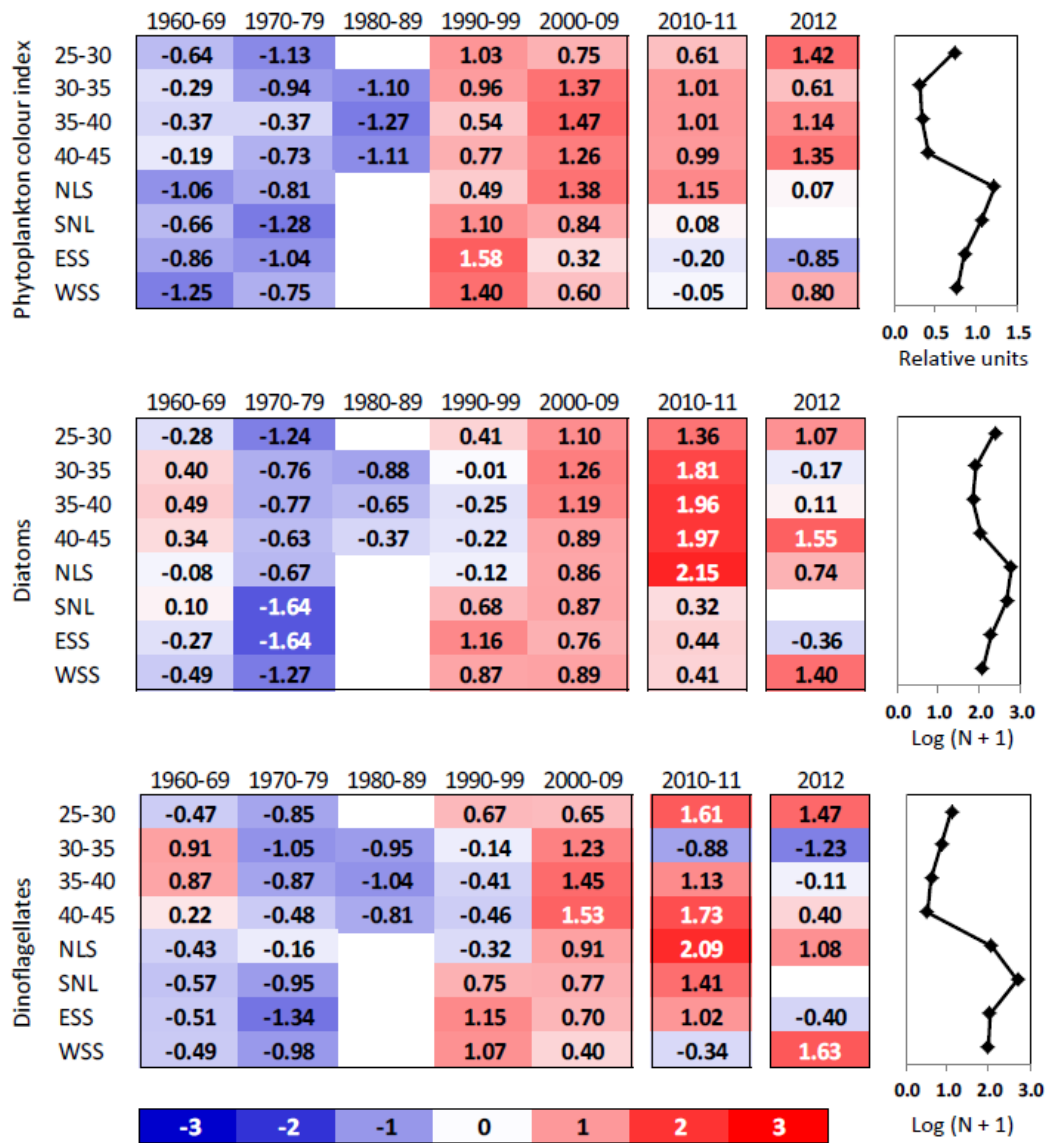 1960-69 1970-79 1980-89 1990-99 2000-09 2010-11 2012
Phytoplankton colour index
25-30 -0.64 -1.13 1.03 0.75 0.61 1.42
30-35 -0.29 -0.94 -1.10 0.96 1.37 1.01 0.61
35-40 -0.37 -0.37 -1.27 0.54 1.47 1.01 1.14
40-45 -0.19 -0.73 -1.11 0.77 1.26 0.99 1.35
NLS -1.06 -0.81 0.49 1.38 1.15 0.07
SNL -0.66 -1.28 1.10 0.84 0.08
ESS -0.86 -1.04 1.58 0.32 -0.20 -0.85
WSS -1.25 -0.75 1.40 0.60 -0.05 0.80
0.0 0.5 1.0 1.5
Relative units
1960-69 1970-79 1980-89 1990-99 2000-09 2010-11 2012
Diatoms
25-30 -0.28 -1.24 0.41 1.10 1.36 1.07
30-35 0.40 -0.76 -0.88 -0.01 1.26 1.81 -0.17
35-40 0.49 -0.77 -0.65 -0.25 1.19 1.96 0.11
40-45 0.34 -0.63 -0.37 -0.22 0.89 1.97 1.55
NLS -0.08 -0.67 -0.12 0.86 2.15 0.74
SNL 0.10 -1.64 0.68 0.87 0.32
ESS -0.27 -1.64 1.16 0.76 0.44 -0.36
WSS -0.49 -1.27 0.87 0.89 0.41 1.40
0.0 1.0 2.0 3.0
Log (N + 1)
1960-69 1970-79 1980-89 1990-99 2000-09 2010-11 2012
Dinoflagellates
25-30 -0.47 -0.85 0.67 0.65 1.61 1.47
30-35 0.91 -1.05 -0.95 -0.14 1.23 -0.88 -1.23
35-40 0.87 -0.87 -1.04 -0.41 1.45 1.13 -0.11
40-45 0.22 -0.48 -0.81 -0.46 1.53 1.73 0.40
NLS -0.43 -0.16 -0.32 0.91 2.09 1.08
SNL -0.57 -0.95 0.75 0.77 1.41
ESS -0.51 -1.34 1.15 0.70 1.02 -0.40
WSS -0.49 -0.98 1.07 0.40 -0.34 1.63
0.0 1.0 2.0 3.0
Log (N + 1)
-3 -2 -1 0 1 2 3